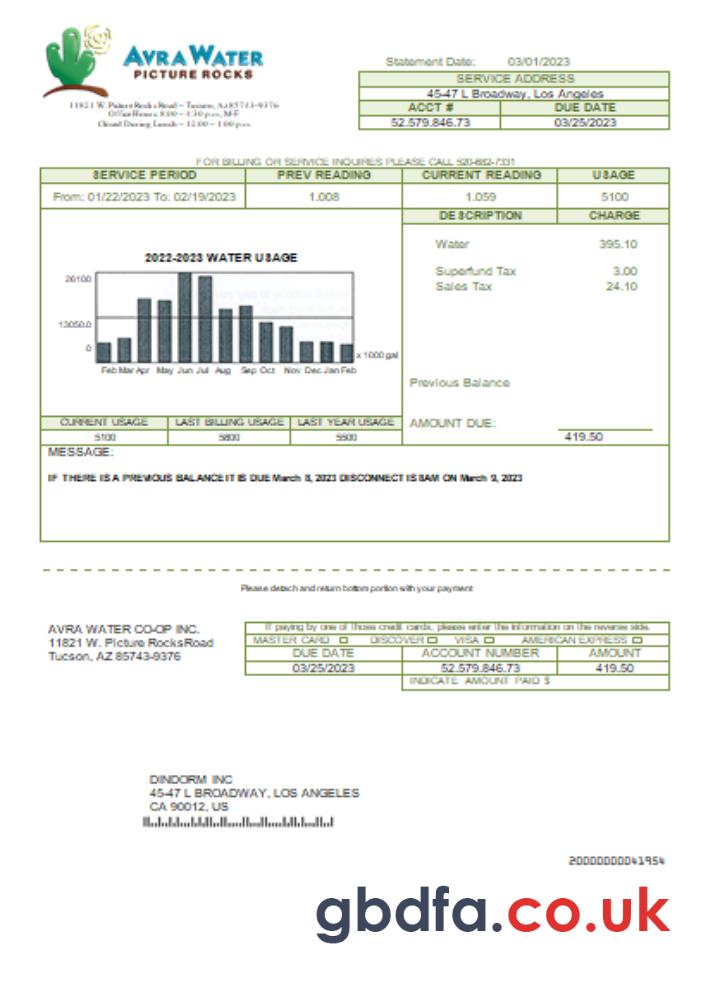 AVRA WATER
PICTURE ROCKS
11821 W. Picture Rocks Road ~ Tucson, Az 85743-9376
Office Hours: 8:00 ~ 4:30 p.m, M-F
Closed During Lunch ~ 12:00 ~ 1:00 p.m
Statement Date: 03/01/2023
SERVICE ADDRESS
45-47 L Broadway, Los Angeles
ACCT # DUE DATE
52.579.846.73 03/25/2023
FOR BILLING OR SERVICE INQUIRES PLEASE CALL 520-682-7331
SERVICE PERIOD PREV READING CURRENT READING USAGE
From: 01/22/2023 To: 02/19/2023 1.008 1.059 5100
DESCRIPTION CHARGE
Water 395.10
Superfund Tax 3.00
Sales Tax 24.10
2022-2023 WATER USAGE
26100
13050.0
0
x 1000 gal
Feb Mar Apr May Jun Jul Aug Sep Oct Nov Dec Jan Feb
Previous Balance
AMOUNT DUE:
419.50
CURRENT USAGE LAST BILLING USAGE LAST YEAR USAGE
5100 5800 5500
MESSAGE:
IF THERE IS A PREVIOUS BALANCE IT IS DUE March 8, 2023 DISCONNECT IS 8AM ON March 9, 2023
Please detach and return bottom portion with your payment
AVRA WATER CO-OP INC.
11821 W. Picture RocksRoad
Tucson, AZ 85743-9376
If paying by one of those credit cards, please enter the information on the reverse side.
MASTER CARD DISCOVER VISA AMERICAN EXPRESS
DUE DATE ACCOUNT NUMBER AMOUNT
03/25/2023 52.579.846.73 419.50
INDICATE AMOUNT PAID $
DINDORM INC
45-47 L BROADWAY, LOS ANGELES
CA 90012, US
20000000041954
gbdfa.co.uk